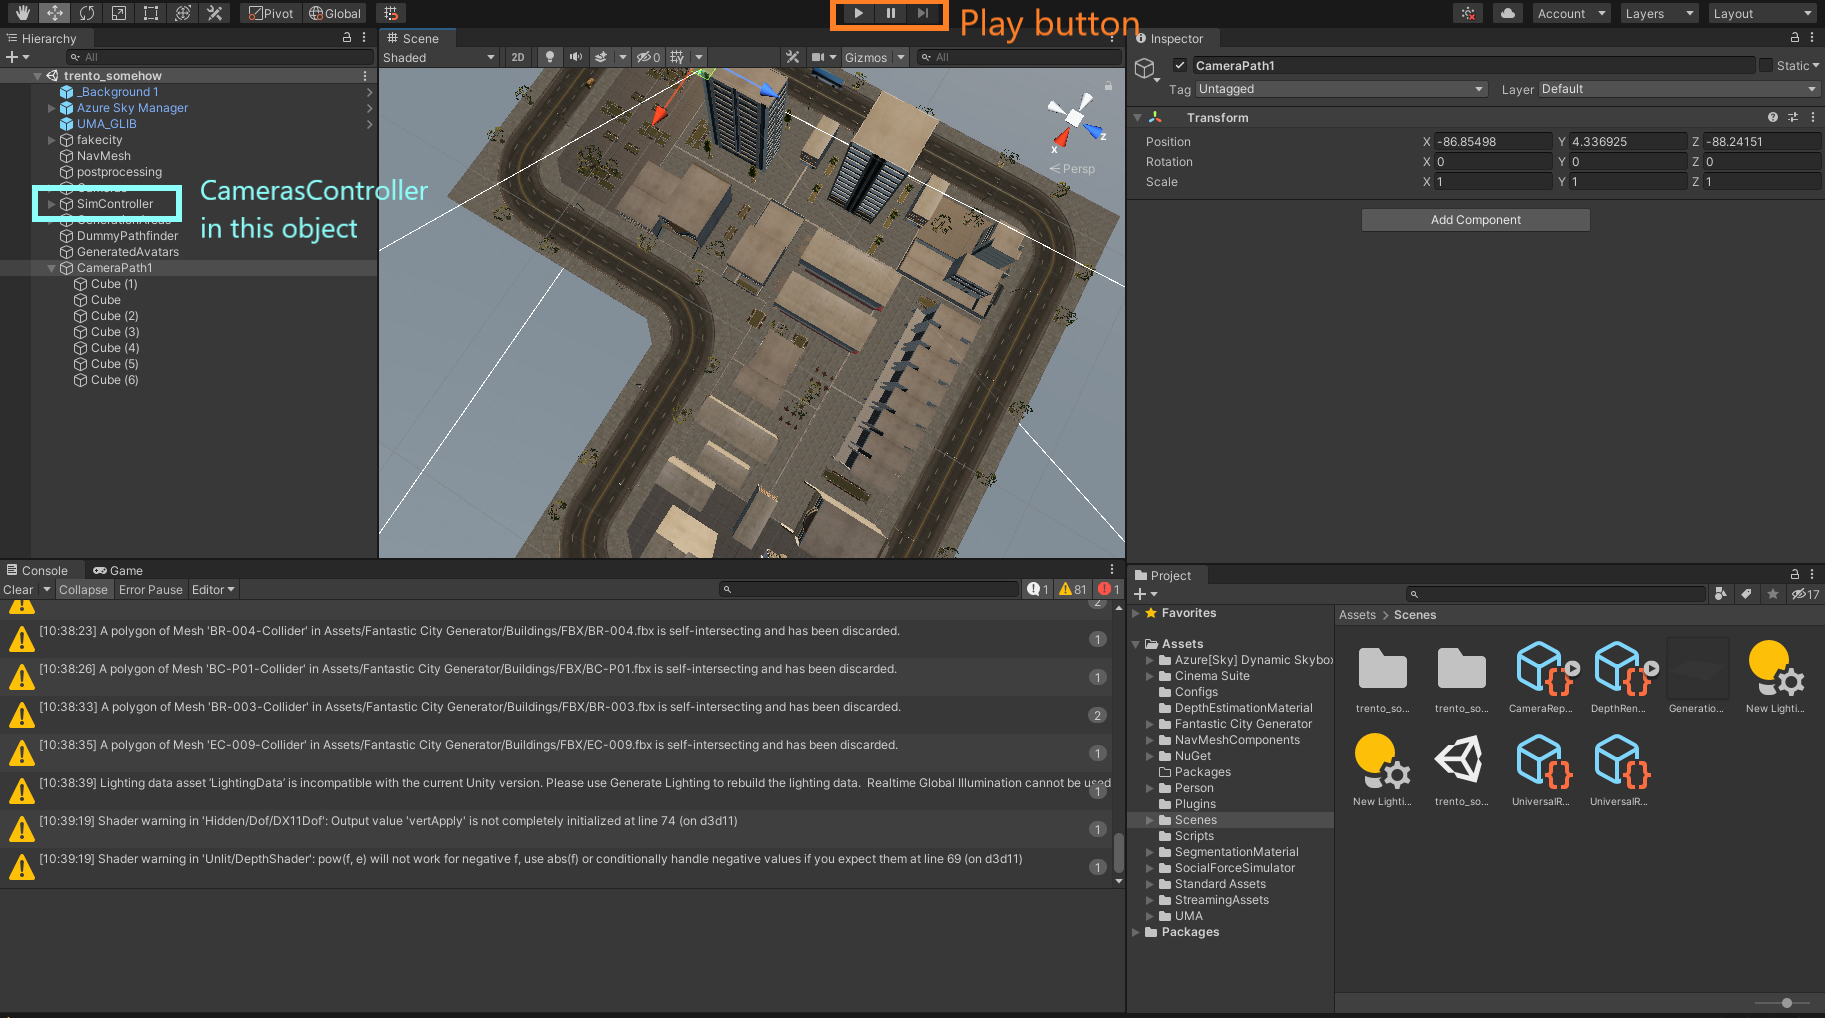 Pivot Global Account Layers Layout
Play button
Hierarchy
All
trento_somehow
_Background 1
Azure Sky Manager
UMA_GLIB
fakecity
NavMesh
postprocessing
Cameras
SimController
GenerationAreas
DummyPathfinder
GeneratedAvatars
CameraPath1
Cube (1)
Cube
Cube (2)
Cube (3)
Cube (4)
Cube (5)
Cube (6)
CamerasController
in this object
Scene
Shaded 2D 0 Gizmos All
Y
X
Z
Persp
Inspector
CameraPath1 Static
Tag Untagged Layer Default
Transform
Position X -86.85498 Y 4.336925 Z -88.24151
Rotation X 0 Y 0 Z 0
Scale X 1 Y 1 Z 1
Add Component
Console Game
Clear Collapse Error Pause Editor 1 81 1
2
[10:38:23] A polygon of Mesh 'BR-004-Collider' in Assets/Fantastic City Generator/Buildings/FBX/BR-004.fbx is self-intersecting and has been discarded. 1
[10:38:26] A polygon of Mesh 'BC-P01-Collider' in Assets/Fantastic City Generator/Buildings/FBX/BC-P01.fbx is self-intersecting and has been discarded. 1
[10:38:33] A polygon of Mesh 'BR-003-Collider' in Assets/Fantastic City Generator/Buildings/FBX/BR-003.fbx is self-intersecting and has been discarded. 2
[10:38:35] A polygon of Mesh 'EC-009-Collider' in Assets/Fantastic City Generator/Buildings/FBX/EC-009.fbx is self-intersecting and has been discarded. 1
[10:38:39] Lighting data asset 'LightingData' is incompatible with the current Unity version. Please use Generate Lighting to rebuild the lighting data. Realtime Global Illumination cannot be used 1
[10:39:19] Shader warning in 'Hidden/Dof/DX11Dof': Output value 'vertApply' is not completely initialized at line 74 (on d3d11) 1
[10:39:19] Shader warning in 'Unlit/DepthShader': pow(f, e) will not work for negative f, use abs(f) or conditionally handle negative values if you expect them at line 69 (on d3d11) 1
Project
17
Favorites
Assets
Azure[Sky] Dynamic Skybox
Cinema Suite
Configs
DepthEstimationMaterial
Fantastic City Generator
NavMeshComponents
NuGet
Packages
Person
Plugins
Scenes
Scripts
SegmentationMaterial
SocialForceSimulator
Standard Assets
StreamingAssets
UMA
Packages
Assets > Scenes
trento_so... trento_so... CameraRep... DepthRen... Generatio... New Lighti...
New Lighti... trento_so... UniversalR... UniversalR...